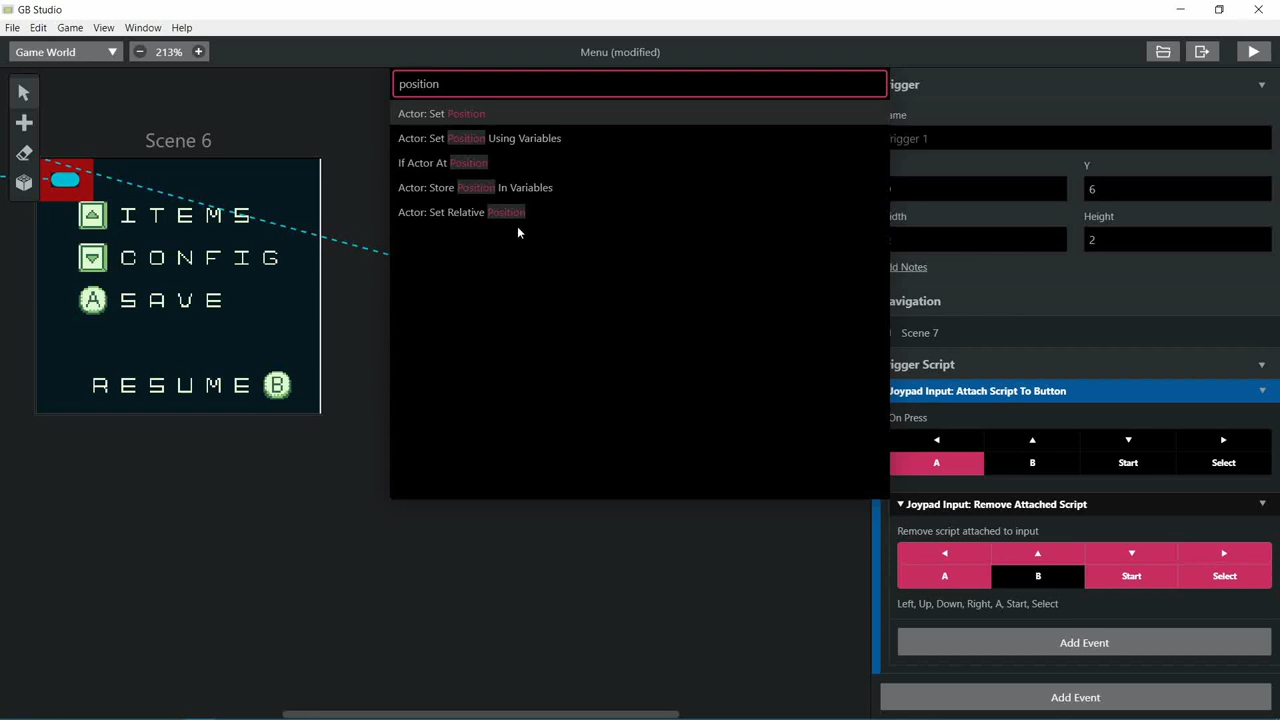 GB Studio
File Edit Game View Window Help
Game World 213% Menu (modified)
Scene 6
ITEMS
CONFIG
A SAVE
RESUME B
position
Actor: Set Position
Actor: Set Position Using Variables
If Actor At Position
Actor: Store Position In Variables
Actor: Set Relative Position
igger
ame
rigger 1
Y
6
idth Height
2
dd Notes
avigation
Scene 7
rigger Script
Joypad Input: Attach Script To Button
On Press
A B Start Select
Joypad Input: Remove Attached Script
Remove script attached to input
A B Start Select
Left, Up, Down, Right, A, Start, Select
Add Event
Add Event